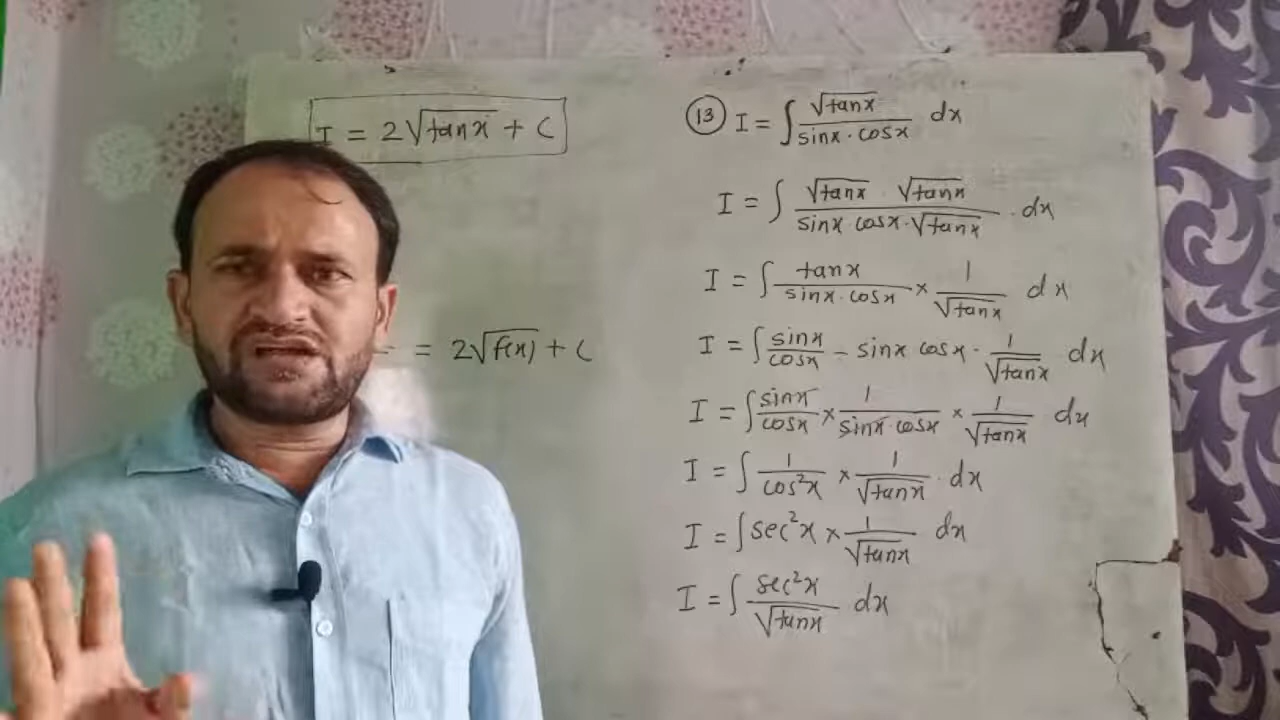 I = 2√tanx + C
= 2√f(x) + C
(13) I = ∫ √tanx / sinx · cosx dx
I = ∫ √tanx · √tanx / sinx · cosx · √tanx · dx
I = ∫ tanx / sinx · cosx × 1 / √tanx dx
I = ∫ sinx / cosx ÷ sinx cosx · 1 / √tanx dx
I = ∫ sinx / cosx × 1 / sinx · cosx × 1 / √tanx dx
I = ∫ 1 / cos²x × 1 / √tanx · dx
I = ∫ sec²x × 1 / √tanx dx
I = ∫ sec²x / √tanx dx